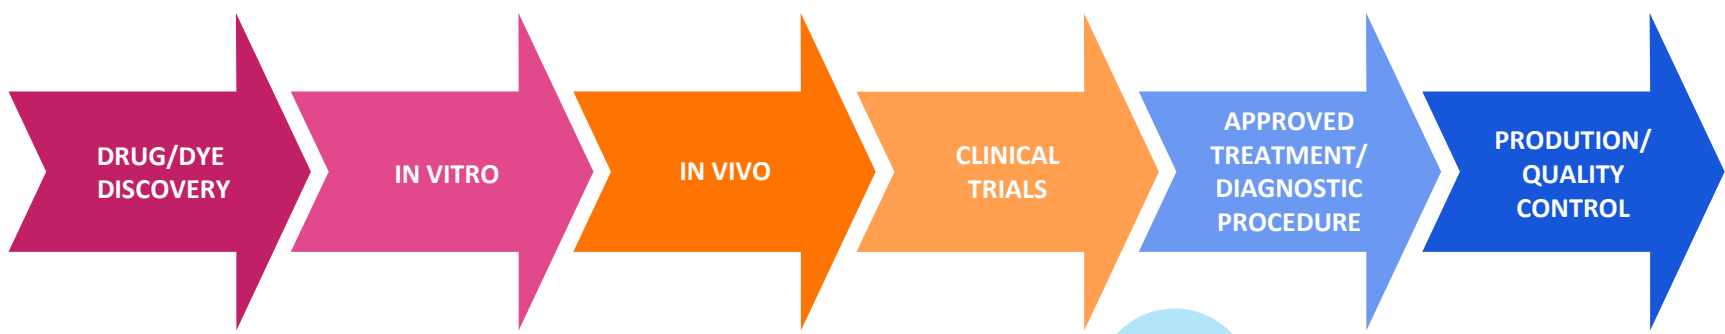 DRUG/DYE
DISCOVERY
IN VITRO
IN VIVO
CLINICAL
TRIALS
APPROVED
TREATMENT/
DIAGNOSTIC
PROCEDURE
PRODUTION/
QUALITY
CONTROL